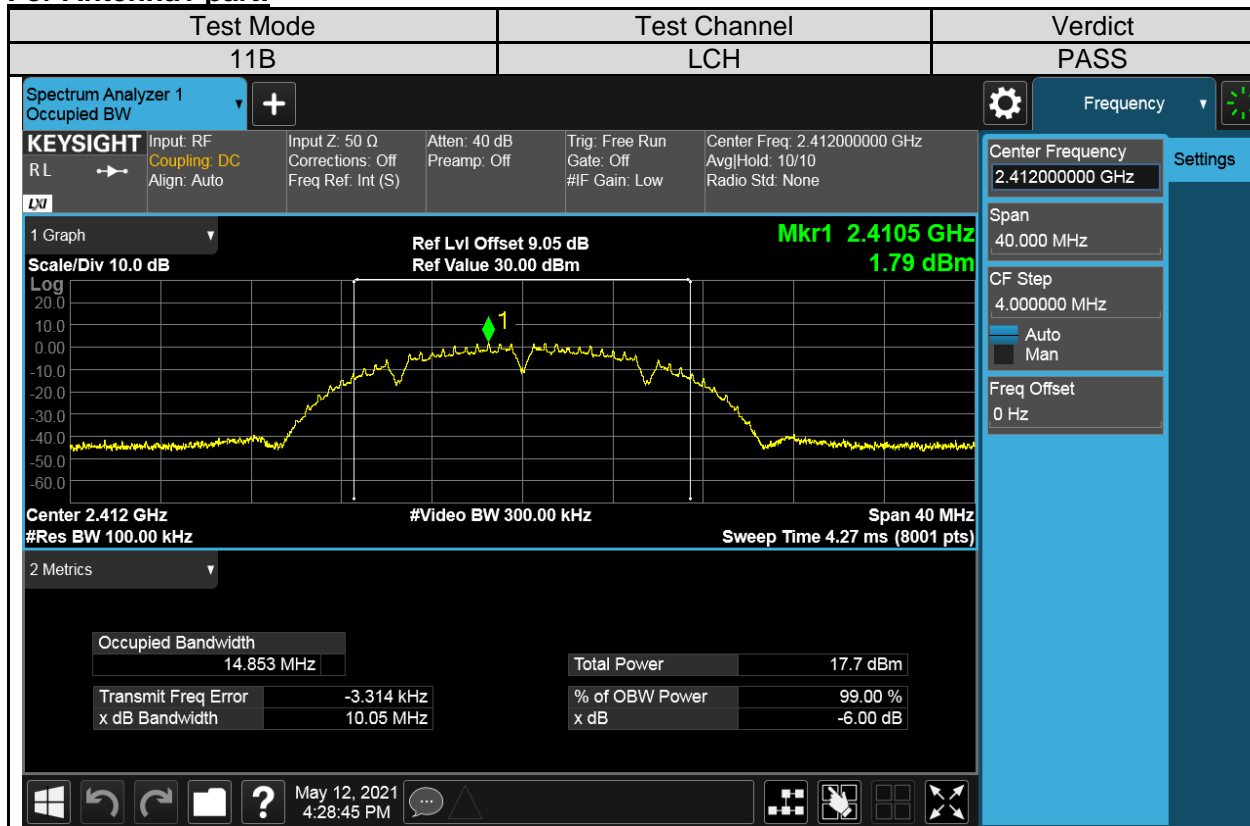 For Antenna1 part:
Test Mode Test Channel Verdict
11B LCH PASS
Spectrum Analyzer 1
Occupied BW
Frequency
KEYSIGHT
R L
LXI
Input: RF
Coupling: DC
Align: Auto
Input Z: 50 Ω
Corrections: Off
Freq Ref: Int (S)
Atten: 40 dB
Preamp: Off
Trig: Free Run
Gate: Off
#IF Gain: Low
Center Freq: 2.412000000 GHz
Avg|Hold: 10/10
Radio Std: None
Center Frequency
2.412000000 GHz
Settings
Span
40.000 MHz
CF Step
4.000000 MHz
Auto
Man
Freq Offset
0 Hz
1 Graph
Scale/Div 10.0 dB
Ref Lvl Offset 9.05 dB
Ref Value 30.00 dBm
Mkr1 2.4105 GHz
1.79 dBm
Log
20.0
10.0
0.00
-10.0
-20.0
-30.0
-40.0
-50.0
-60.0
1
Center 2.412 GHz
#Res BW 100.00 kHz
#Video BW 300.00 kHz
Span 40 MHz
Sweep Time 4.27 ms (8001 pts)
2 Metrics
Occupied Bandwidth
14.853 MHz
Total Power 17.7 dBm
Transmit Freq Error -3.314 kHz
% of OBW Power 99.00 %
x dB Bandwidth 10.05 MHz
x dB -6.00 dB
?
May 12, 2021
4:28:45 PM